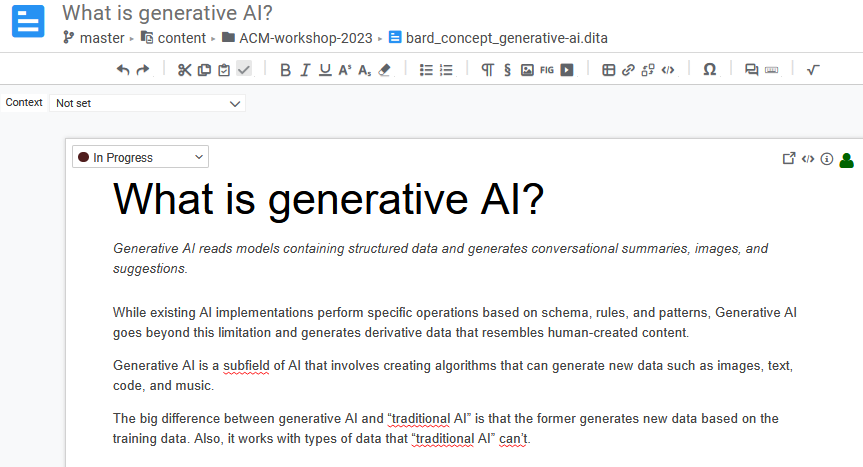 What is generative AI?
master content ACM-workshop-2023 bard_concept_generative-ai.dita
B I U Aˢ Aₛ ¶ § FIG Ω
Context Not set
In Progress
What is generative AI?
Generative AI reads models containing structured data and generates conversational summaries, images, and
suggestions.
While existing AI implementations perform specific operations based on schema, rules, and patterns, Generative AI
goes beyond this limitation and generates derivative data that resembles human-created content.
Generative AI is a subfield of AI that involves creating algorithms that can generate new data such as images, text,
code, and music.
The big difference between generative AI and “traditional AI” is that the former generates new data based on the
training data. Also, it works with types of data that “traditional AI” can’t.